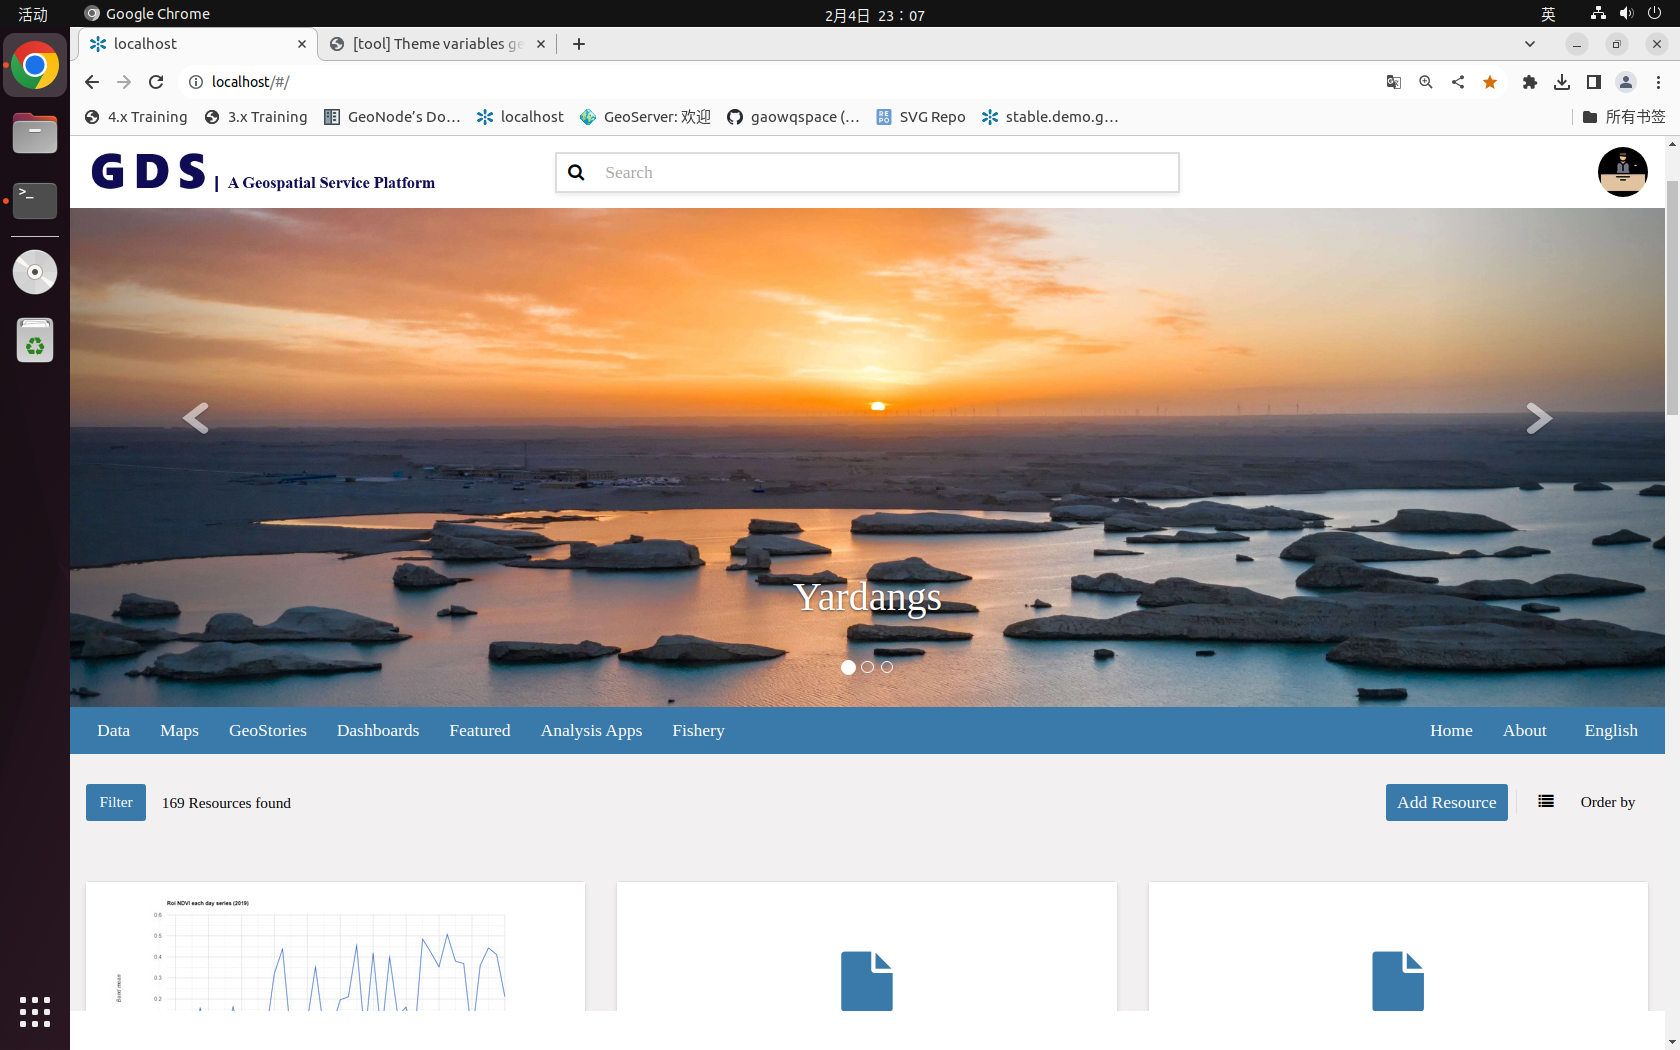 活动
Google Chrome
2月4日 23：07
英
localhost
[tool] Theme variables ge
localhost/#/
4.x Training
3.x Training
GeoNode’s Do…
localhost
GeoServer: 欢迎
gaowqspace (…
REPO
SVG Repo
stable.demo.g…
所有书签
GDS | A Geospatial Service Platform
Search
Yardangs
Data
Maps
GeoStories
Dashboards
Featured
Analysis Apps
Fishery
Home
About
English
Filter
169 Resources found
Add Resource
Order by
Roi NDVI each day series (2019)
0.6
0.5
0.4
0.3
0.2
Band mean